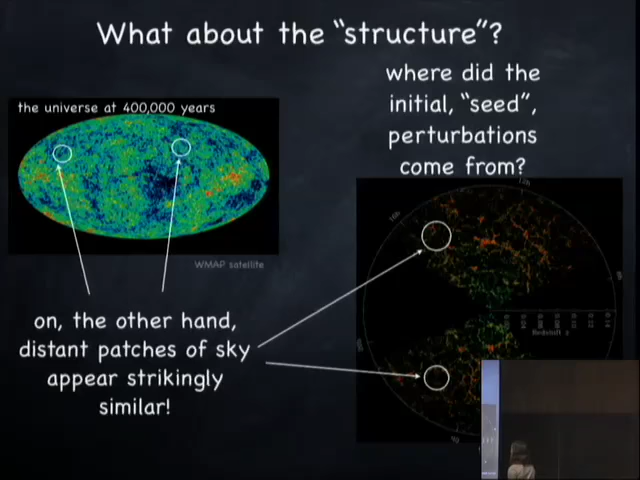 What about the "structure"?
where did the
initial, "seed",
perturbations
come from?
the universe at 400,000 years
WMAP satellite
on, the other hand,
distant patches of sky
appear strikingly
similar!
Redshift z